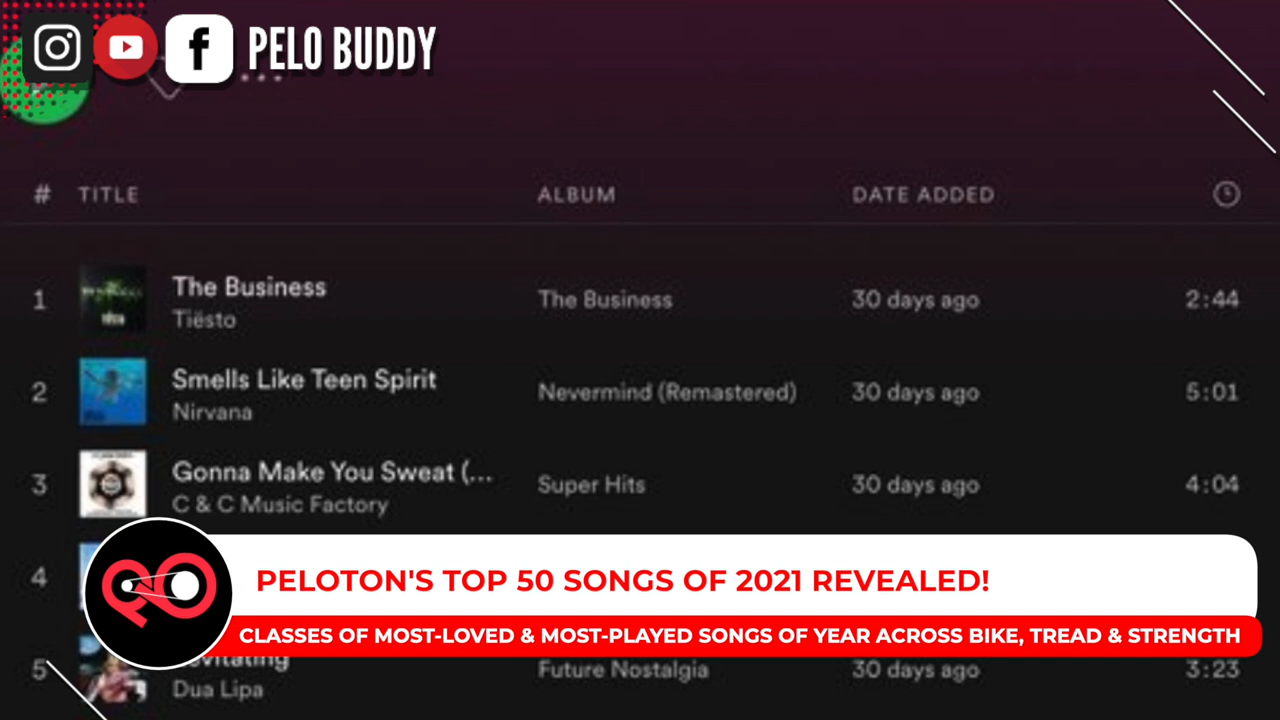 PELO BUDDY
# TITLE ALBUM DATE ADDED
1 The Business The Business 30 days ago 2:44
Tiësto
2 Smells Like Teen Spirit Nevermind (Remastered) 30 days ago 5:01
Nirvana
3 Gonna Make You Sweat (... Super Hits 30 days ago 4:04
C & C Music Factory
4
PELOTON'S TOP 50 SONGS OF 2021 REVEALED!
CLASSES OF MOST-LOVED & MOST-PLAYED SONGS OF YEAR ACROSS BIKE, TREAD & STRENGTH
5 Future Nostalgia 30 days ago 3:23
Dua Lipa